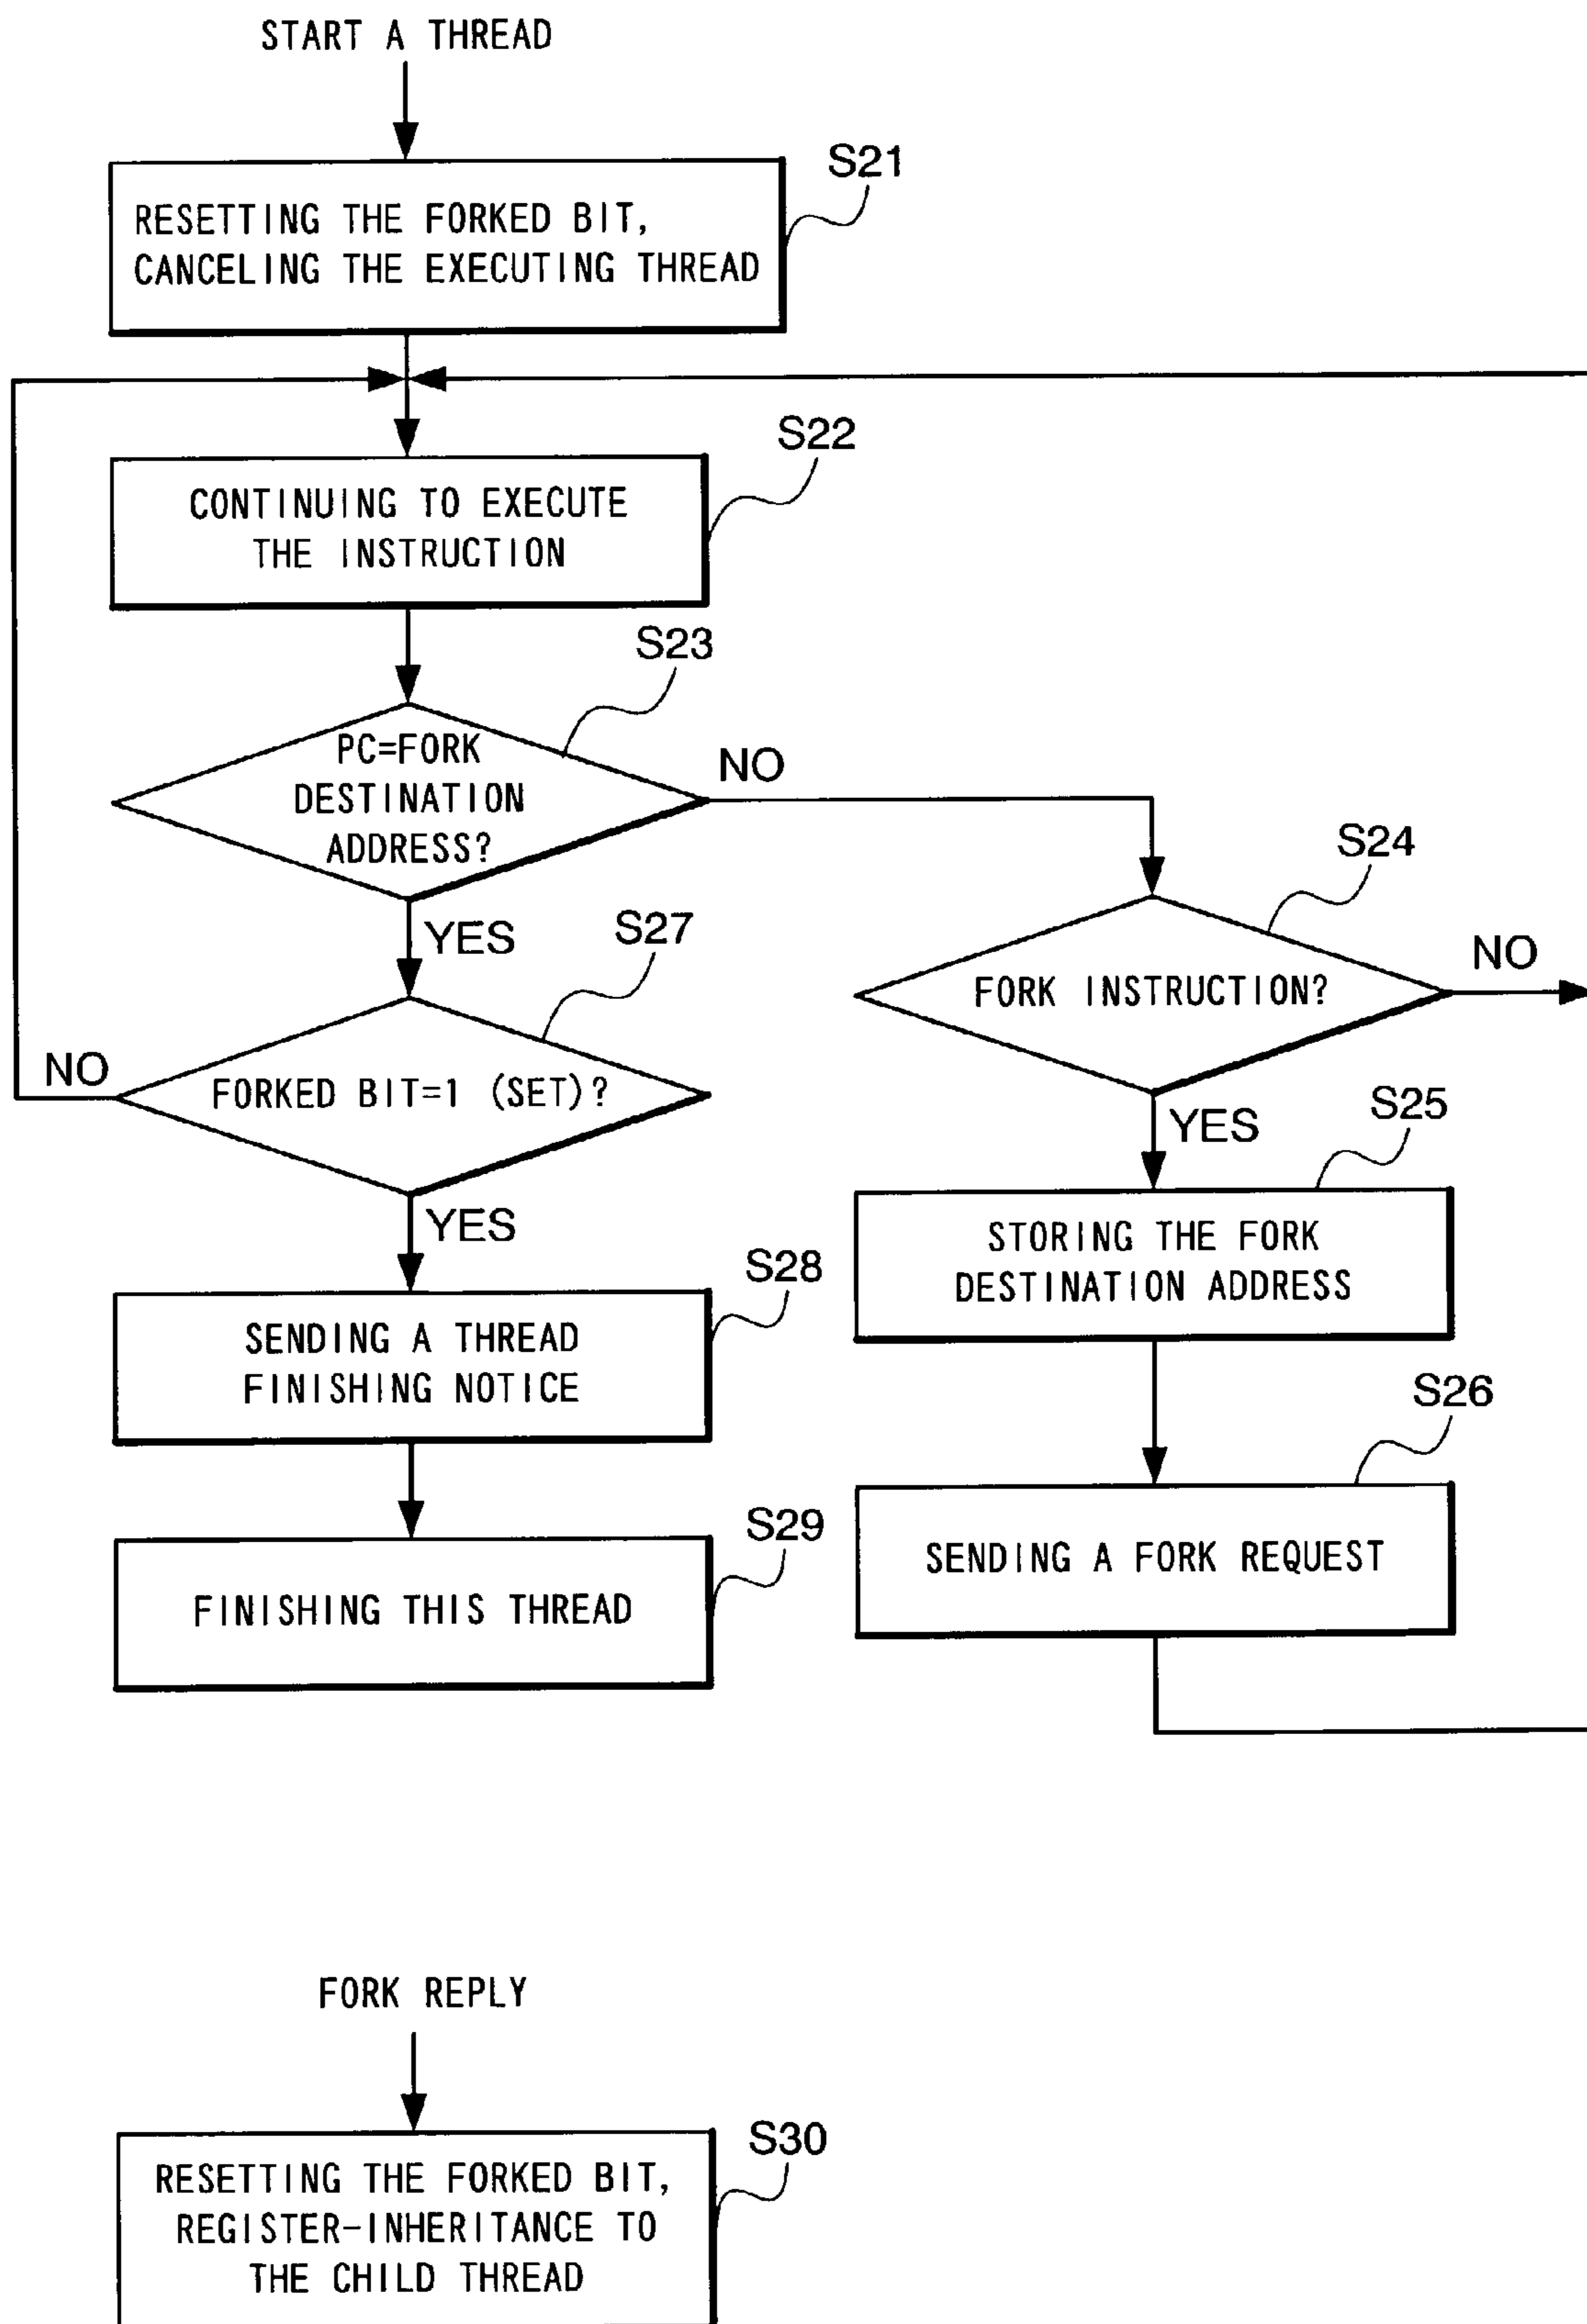 START A THREAD
S21
RESETTING THE FORKED BIT,
CANCELING THE EXECUTING THREAD
S22
CONTINUING TO EXECUTE
THE INSTRUCTION
S23
PC=FORK
DESTINATION
ADDRESS?
NO
YES
S24
FORK INSTRUCTION?
NO
YES
S27
FORKED BIT=1 (SET)?
NO
YES
S25
STORING THE FORK
DESTINATION ADDRESS
S28
SENDING A THREAD
FINISHING NOTICE
S26
SENDING A FORK REQUEST
S29
FINISHING THIS THREAD
FORK REPLY
S30
RESETTING THE FORKED BIT,
REGISTER-INHERITANCE TO
THE CHILD THREAD